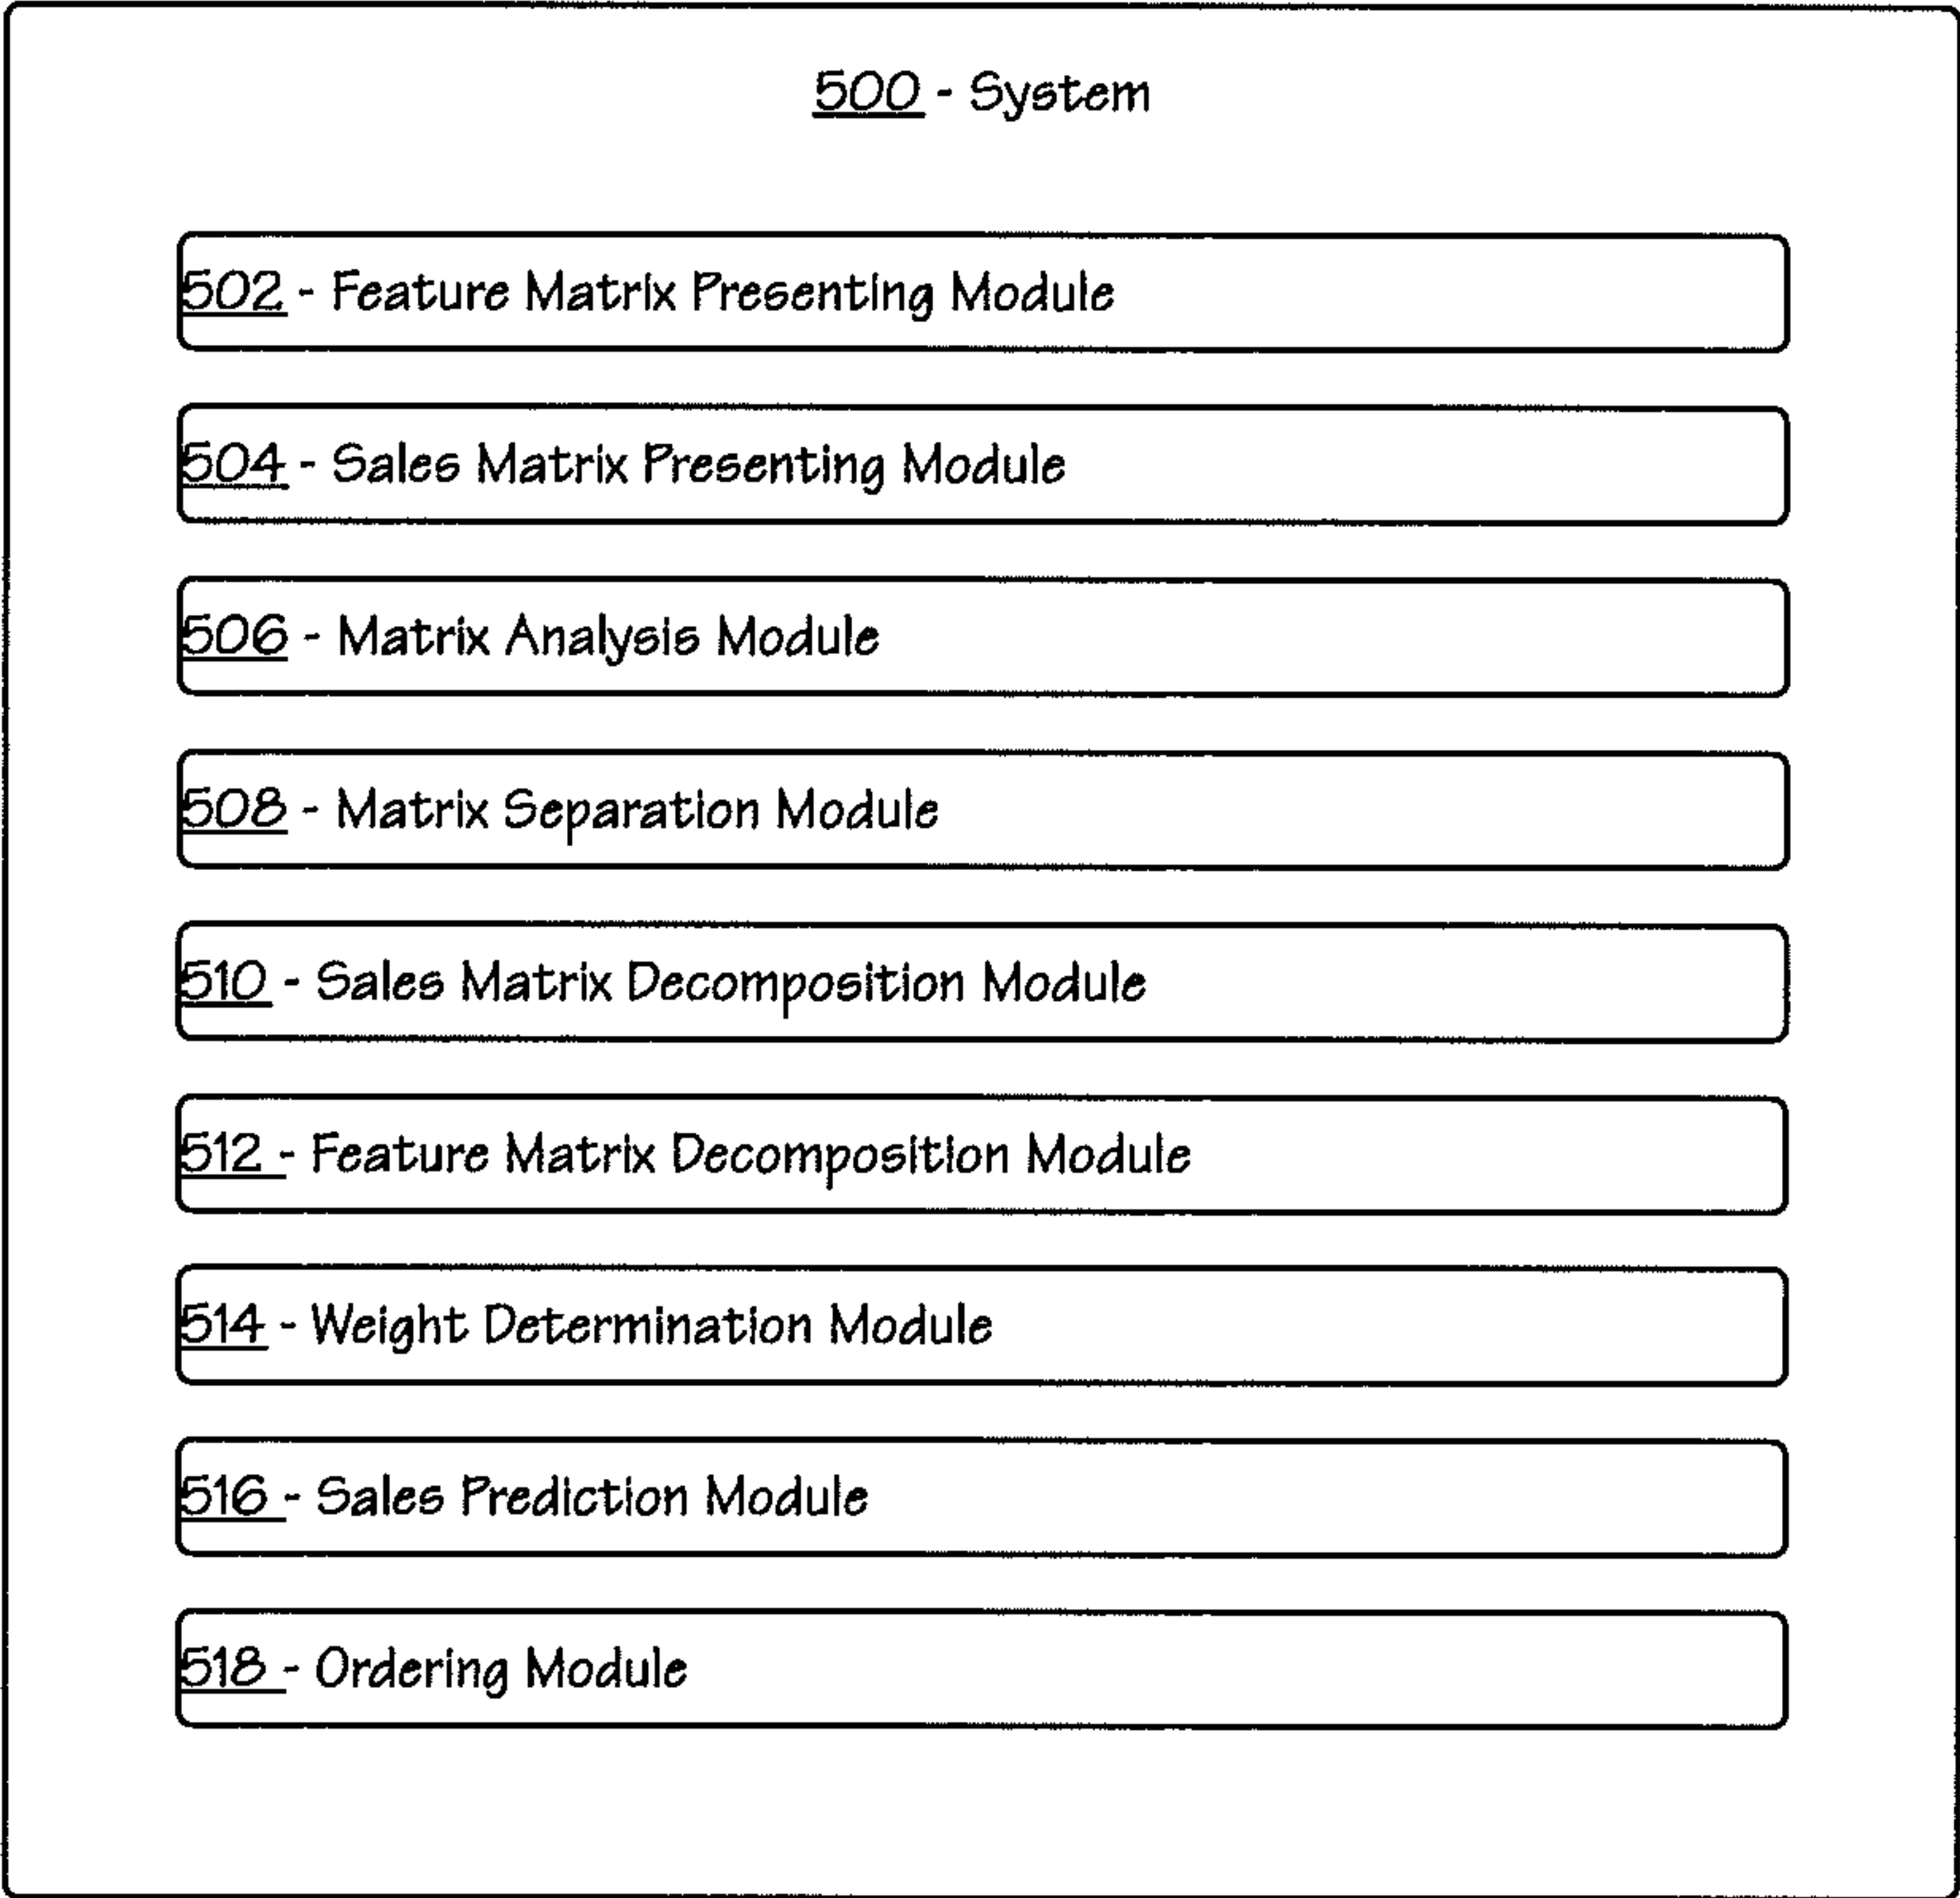 500 - System
502 - Feature Matrix Presenting Module
504 - Sales Matrix Presenting Module
506 - Matrix Analysis Module
508 - Matrix Separation Module
510 - Sales Matrix Decomposition Module
512 - Feature Matrix Decomposition Module
514 - Weight Determination Module
516 - Sales Prediction Module
518 - Ordering Module